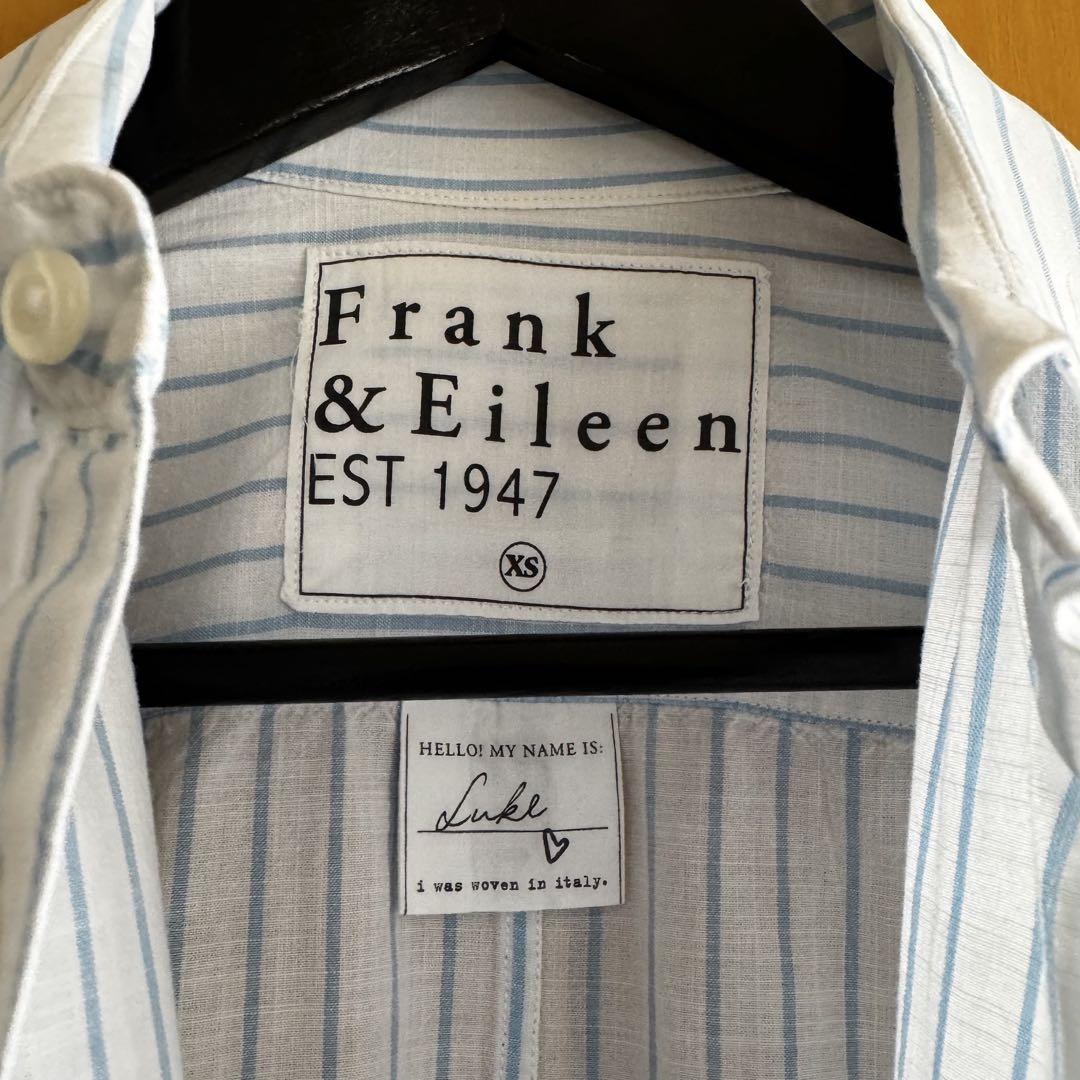 Frank
& Eileen
EST 1947
XS
HELLO! MY NAME IS:
Luke
i was woven in italy.